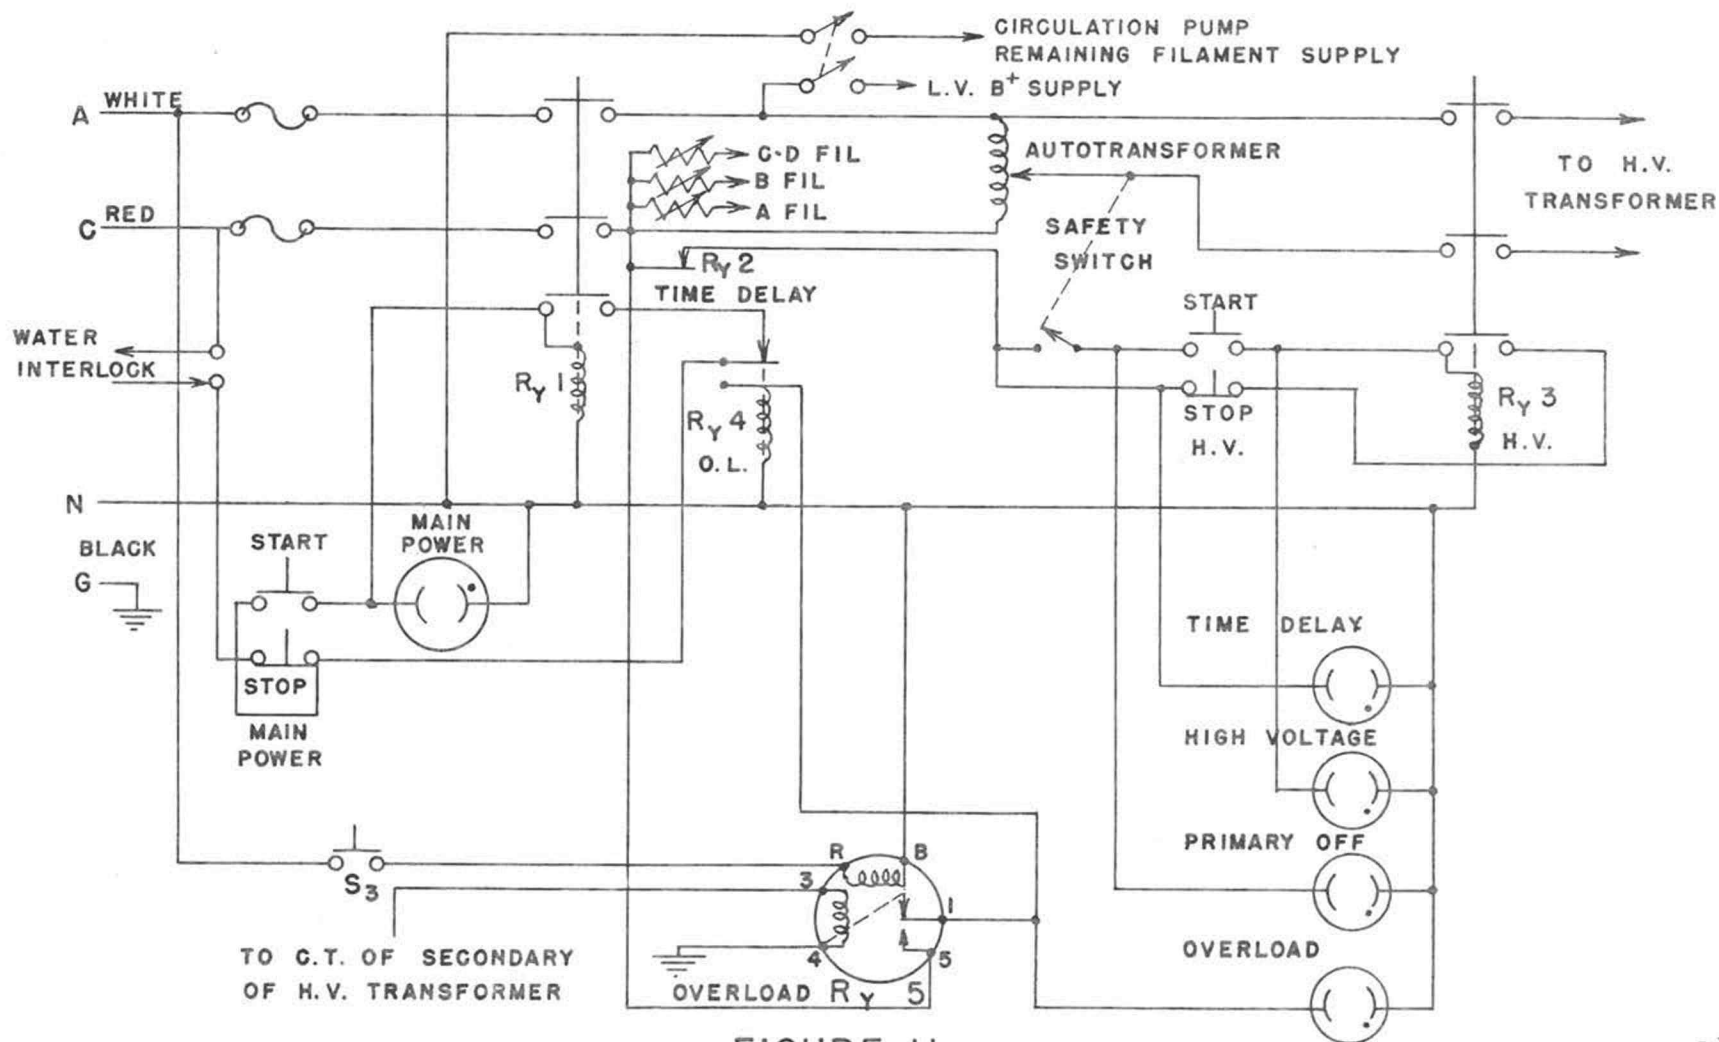 CIRCULATION PUMP
REMAINING FILAMENT SUPPLY
L.V. B+ SUPPLY
A WHITE
C-D FIL
B FIL
A FIL
AUTOTRANSFORMER
TO H.V.
TRANSFORMER
C RED
SAFETY
SWITCH
RY 2
TIME DELAY
START
WATER
INTERLOCK
RY 1
RY 4
O.L.
STOP
H.V.
RY 3
H.V.
N
BLACK
G
START
MAIN
POWER
STOP
MAIN
POWER
TIME DELAY
HIGH VOLTAGE
PRIMARY OFF
OVERLOAD
S3
R
B
3
1
4
5
TO C.T. OF SECONDARY
OF H.V. TRANSFORMER
OVERLOAD RY 5